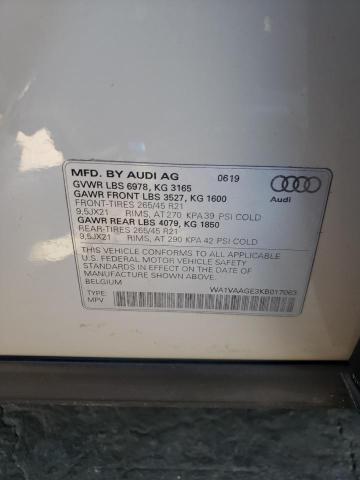 MFD. BY AUDI AG 0619
GVWR LBS 6978, KG 3165
GAWR FRONT LBS 3527, KG 1600
FRONT-TIRES 265/45 R21
9,5JX21 RIMS, AT 270 KPA 39 PSI COLD
GAWR REAR LBS 4079, KG 1850
REAR-TIRES 265/45 R21
9,5JX21 RIMS, AT 290 KPA 42 PSI COLD
Audi
THIS VEHICLE CONFORMS TO ALL APPLICABLE
U.S. FEDERAL MOTOR VEHICLE SAFETY
STANDARDS IN EFFECT ON THE DATE OF
MANUFACTURE SHOWN ABOVE.
BELGIUM
TYPE:
MPV WA1VAAGE3KB017063